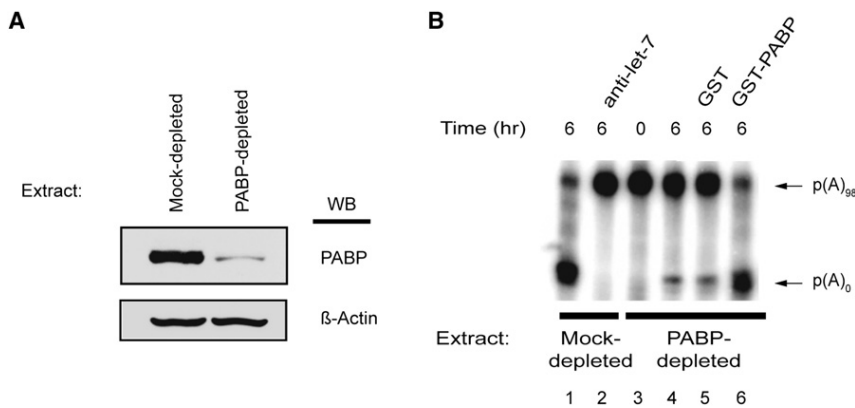 A
Extract:
Mock-depleted
PABP-depleted
WB
PABP
ß-Actin
B
anti-let-7
GST
GST-PABP
Time (hr) 6 6 0 6 6 6
p(A)98
p(A)0
Extract: Mock-depleted PABP-depleted
1 2 3 4 5 6